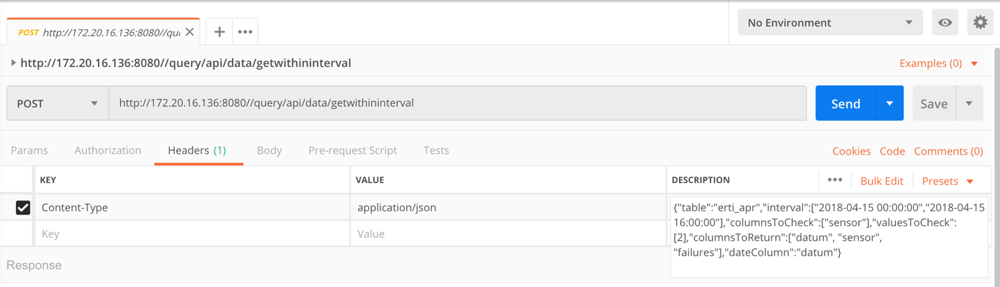 POST http://172.20.16.136:8080//qu
No Environment
http://172.20.16.136:8080//query/api/data/getwithininterval
Examples (0)
POST
http://172.20.16.136:8080//query/api/data/getwithininterval
Send
Save
Params
Authorization
Headers (1)
Body
Pre-request Script
Tests
Cookies
Code
Comments (0)
KEY
VALUE
DESCRIPTION
Bulk Edit
Presets
Content-Type
application/json
{"table":"erti_apr","interval":["2018-04-15 00:00:00","2018-04-15
16:00:00"],"columnsToCheck":["sensor"],"valuesToCheck":
[2],"columnsToReturn":["datum", "sensor",
"failures"],"dateColumn":"datum"}
Key
Value
Response